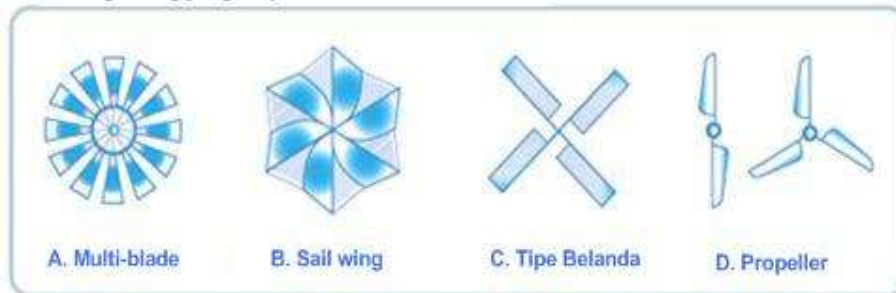 A. Multi-blade
B. Sail wing
C. Tipe Belanda
D. Propeller